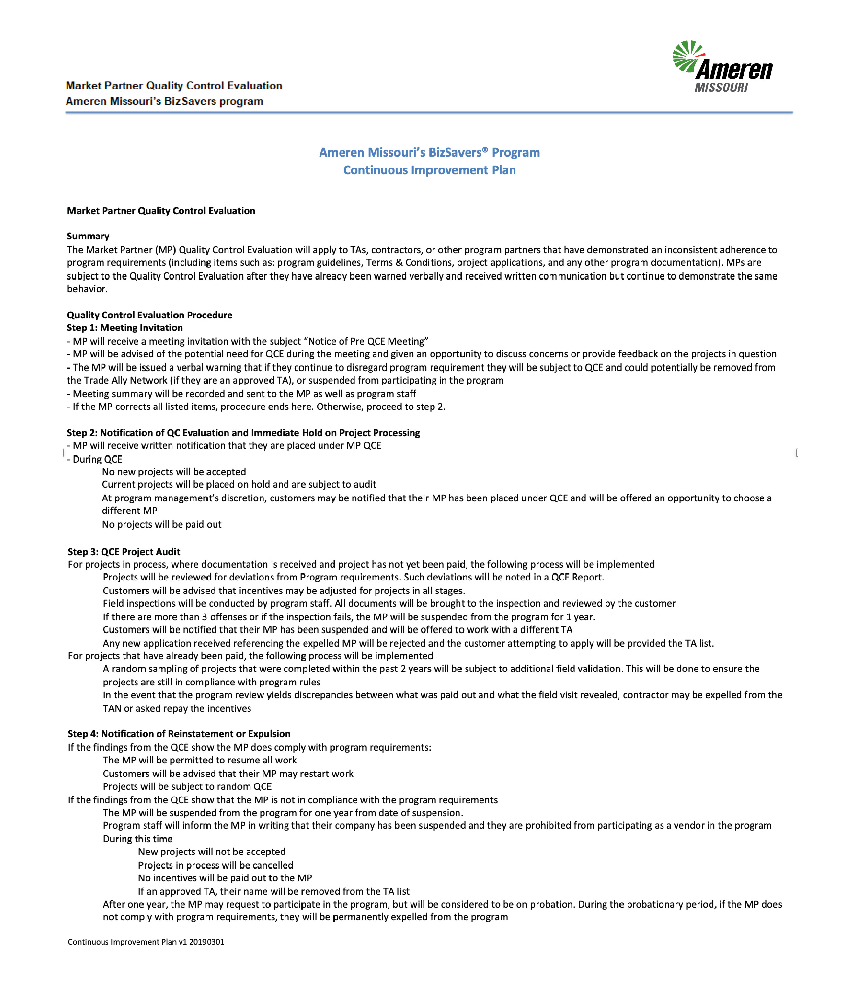 Ameren
MISSOURI
Market Partner Quality Control Evaluation
Ameren Missouri's BizSavers program
Ameren Missouri's BizSavers® Program
Continuous Improvement Plan
Market Partner Quality Control Evaluation
Summary
The Market Partner (MP) Quality Control Evaluation will apply to TAs, contractors, or other program partners that have demonstrated an inconsistent adherence to
program requirements (including items such as: program guidelines, Terms & Conditions, project applications, and any other program documentation). MPs are
subject to the Quality Control Evaluation after they have already been warned verbally and received written communication but continue to demonstrate the same
behavior.
Quality Control Evaluation Procedure
Step 1: Meeting Invitation
- MP will receive a meeting invitation with the subject “Notice of Pre QCE Meeting”
- MP will be advised of the potential need for QCE during the meeting and given an opportunity to discuss concerns or provide feedback on the projects in question
- The MP will be issued a verbal warning that if they continue to disregard program requirement they will be subject to QCE and could potentially be removed from
the Trade Ally Network (if they are an approved TA), or suspended from participating in the program
- Meeting summary will be recorded and sent to the MP as well as program staff
- If the MP corrects all listed items, procedure ends here. Otherwise, proceed to step 2.
Step 2: Notification of QC Evaluation and Immediate Hold on Project Processing
- MP will receive written notification that they are placed under MP QCE
- During QCE
No new projects will be accepted
Current projects will be placed on hold and are subject to audit
At program management's discretion, customers may be notified that their MP has been placed under QCE and will be offered an opportunity to choose a
different MP
No projects will be paid out
Step 3: QCE Project Audit
For projects in process, where documentation is received and project has not yet been paid, the following process will be implemented
Projects will be reviewed for deviations from Program requirements. Such deviations will be noted in a QCE Report.
Customers will be advised that incentives may be adjusted for projects in all stages.
Field inspections will be conducted by program staff. All documents will be brought to the inspection and reviewed by the customer
If there are more than 3 offenses or if the inspection fails, the MP will be suspended from the program for 1 year.
Customers will be notified that their MP has been suspended and will be offered to work with a different TA
Any new application received referencing the expelled MP will be rejected and the customer attempting to apply will be provided the TA list.
For projects that have already been paid, the following process will be implemented
A random sampling of projects that were completed within the past 2 years will be subject to additional field validation. This will be done to ensure the
projects are still in compliance with program rules
In the event that the program review yields discrepancies between what was paid out and what the field visit revealed, contractor may be expelled from the
TAN or asked repay the incentives
Step 4: Notification of Reinstatement or Expulsion
If the findings from the QCE show the MP does comply with program requirements:
The MP will be permitted to resume all work
Customers will be advised that their MP may restart work
Projects will be subject to random QCE
If the findings from the QCE show that the MP is not in compliance with the program requirements
The MP will be suspended from the program for one year from date of suspension.
Program staff will inform the MP in writing that their company has been suspended and they are prohibited from participating as a vendor in the program
During this time
New projects will not be accepted
Projects in process will be cancelled
No incentives will be paid out to the MP
If an approved TA, their name will be removed from the TA list
After one year, the MP may request to participate in the program, but will be considered to be on probation. During the probationary period, if the MP does
not comply with program requirements, they will be permanently expelled from the program
Continuous Improvement Plan v1 20190301